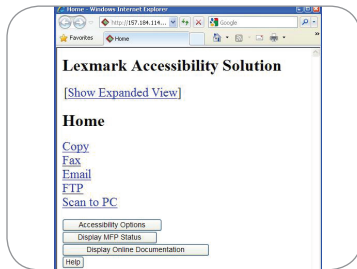 Home - Windows Internet Explorer
http://157.184.114...
Google
Favorites
Home
Lexmark Accessibility Solution
[Show Expanded View]
Home
Copy
Fax
Email
FTP
Scan to PC
Accessibility Options
Display MFP Status
Display Online Documentation
Help